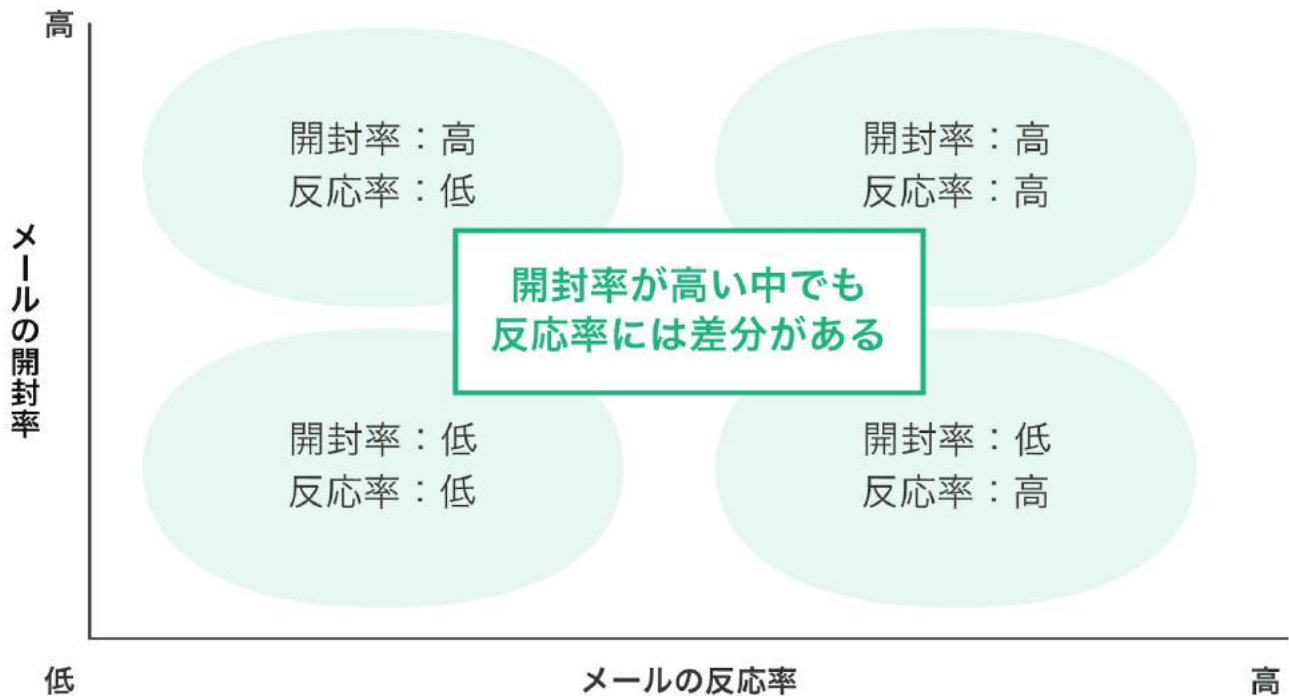 高
開封率：高
反応率：低
開封率：高
反応率：高
メールの開封率
開封率が高い中でも
反応率には差分がある
開封率：低
反応率：低
開封率：低
反応率：高
低
メールの反応率
高